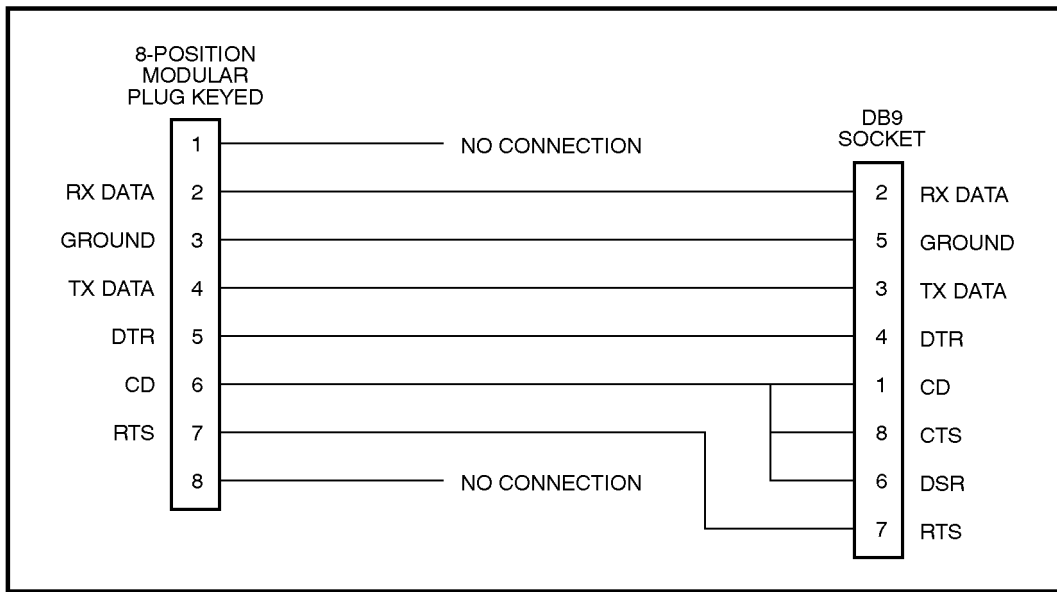 8-POSITION
MODULAR
PLUG KEYED
DB9
SOCKET
1 NO CONNECTION
RX DATA 2 2 RX DATA
GROUND 3 5 GROUND
TX DATA 4 3 TX DATA
DTR 5 4 DTR
CD 6 1 CD
RTS 7 8 CTS
8 NO CONNECTION 6 DSR
7 RTS